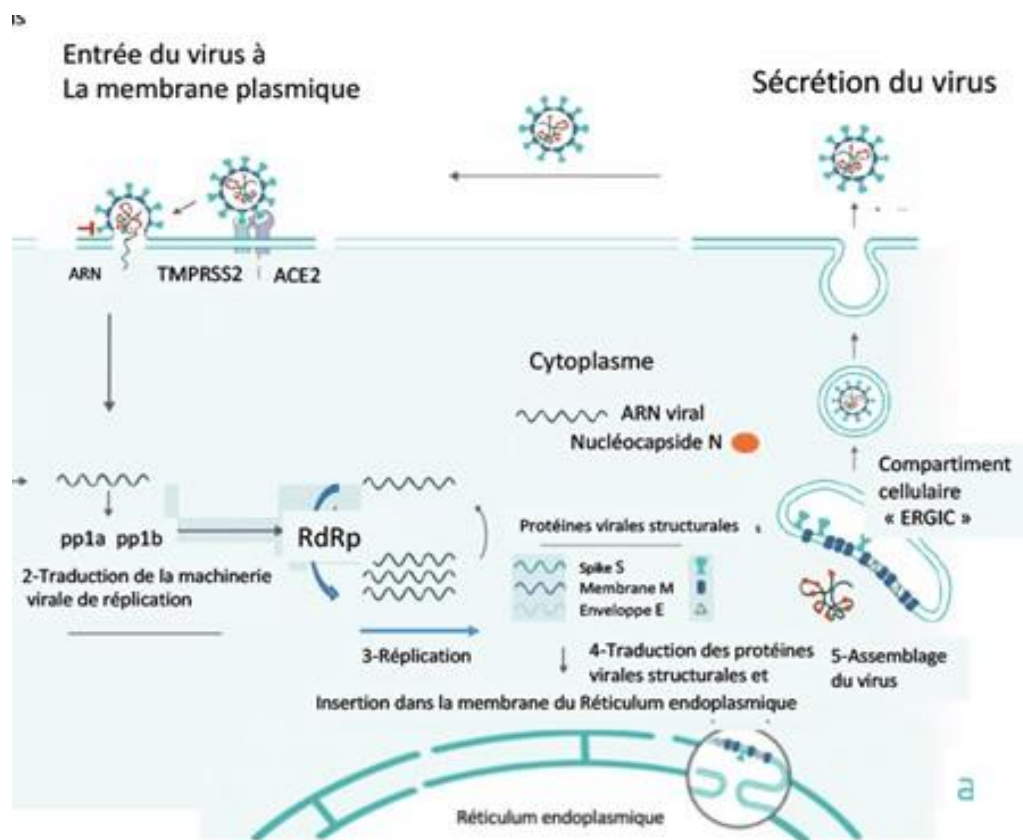 Entrée du virus à
La membrane plasmique
Sécrétion du virus
ARN
TMPRSS2
ACE2
Cytoplasme
ARN viral
Nucléocapside N
Compartiment
cellulaire
« ERGIC »
pp1a pp1b
RdRp
Protéines virales structurales
Spike S
Membrane M
Enveloppe E
2-Traduction de la machinerie
virale de réplication
3-Réplication
4-Traduction des protéines
virales structurales et
Insertion dans la membrane du Réticulum endoplasmique
5-Assemblage
du virus
Réticulum endoplasmique